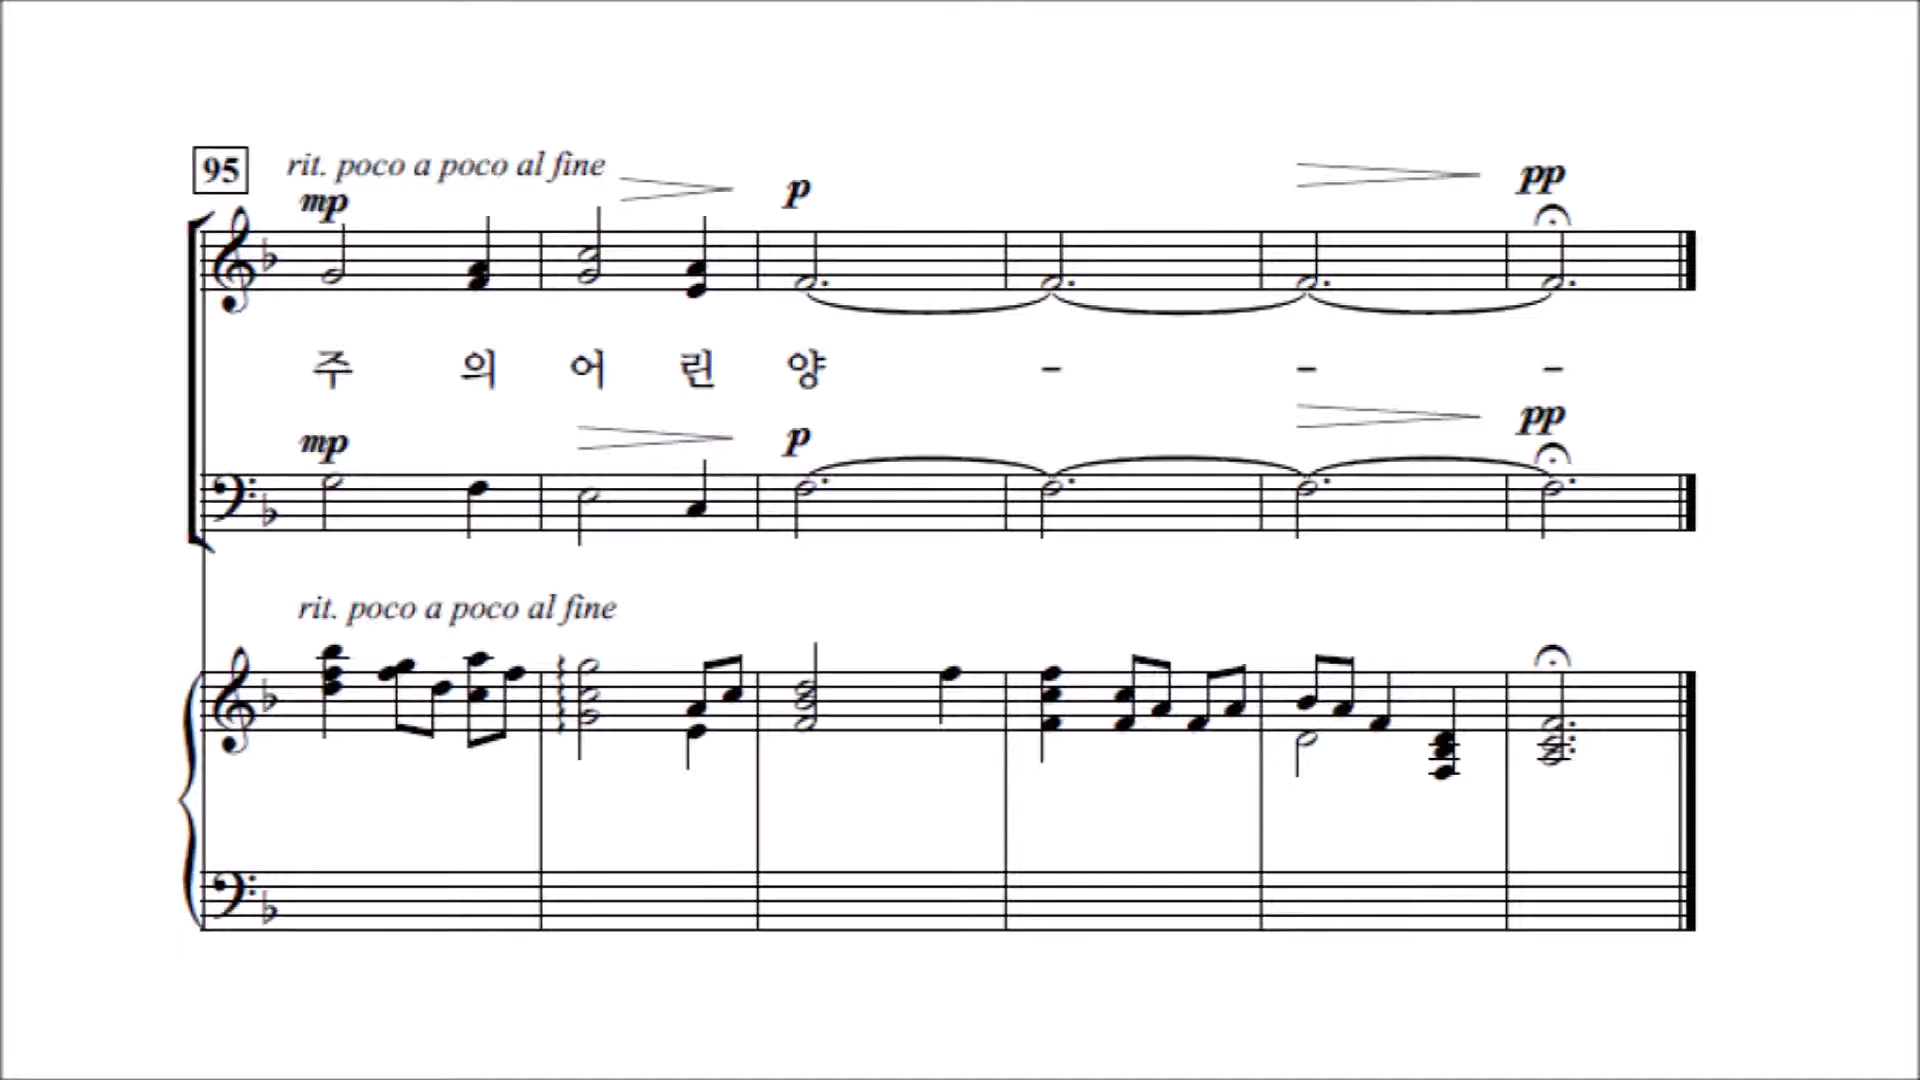 95 rit. poco a poco al fine
mp p pp
주 의 어 린 양 - - -
mp p pp
rit. poco a poco al fine